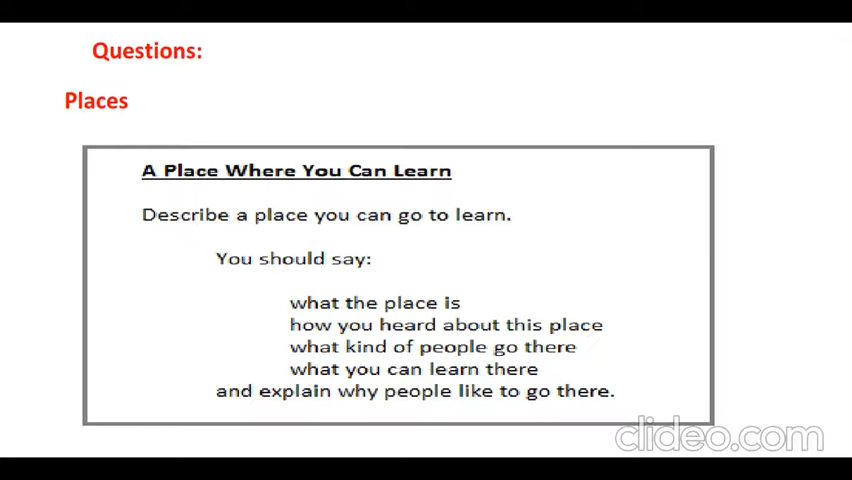 Questions:
Places
A Place Where You Can Learn
Describe a place you can go to learn.
You should say:
what the place is
how you heard about this place
what kind of people go there
what you can learn there
and explain why people like to go there.
clideo.com